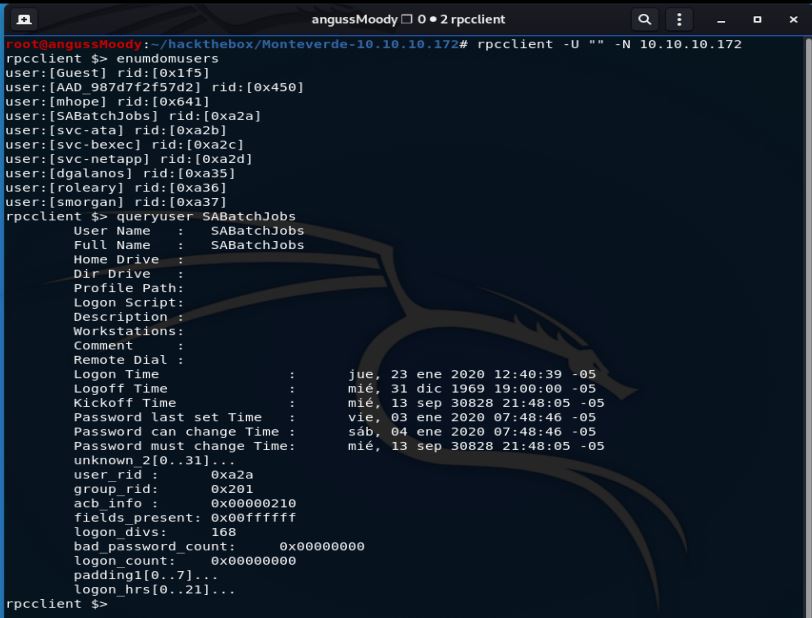 angussMoody 0 ● 2 rpcclient
root@angussMoody:~/hackthebox/Monteverde-10.10.10.172# rpcclient -U "" -N 10.10.10.172
rpcclient $> enumdomusers
user:[Guest] rid:[0x1f5]
user:[AAD_987d7f2f57d2] rid:[0x450]
user:[mhope] rid:[0x641]
user:[SABatchJobs] rid:[0xa2a]
user:[svc-ata] rid:[0xa2b]
user:[svc-bexec] rid:[0xa2c]
user:[svc-netapp] rid:[0xa2d]
user:[dgalanos] rid:[0xa35]
user:[roleary] rid:[0xa36]
user:[smorgan] rid:[0xa37]
rpcclient $> queryuser SABatchJobs
User Name : SABatchJobs
Full Name : SABatchJobs
Home Drive :
Dir Drive :
Profile Path:
Logon Script:
Description :
Workstations:
Comment :
Remote Dial :
Logon Time : jue, 23 ene 2020 12:40:39 -05
Logoff Time : mié, 31 dic 1969 19:00:00 -05
Kickoff Time : mié, 13 sep 30828 21:48:05 -05
Password last set Time : vie, 03 ene 2020 07:48:46 -05
Password can change Time : sáb, 04 ene 2020 07:48:46 -05
Password must change Time: mié, 13 sep 30828 21:48:05 -05
unknown_2[0..31]...
user_rid : 0xa2a
group_rid: 0x201
acb_info : 0x00000210
fields_present: 0x00ffffff
logon_divs: 168
bad_password_count: 0x00000000
logon_count: 0x00000000
padding1[0..7]...
logon_hrs[0..21]...
rpcclient $>